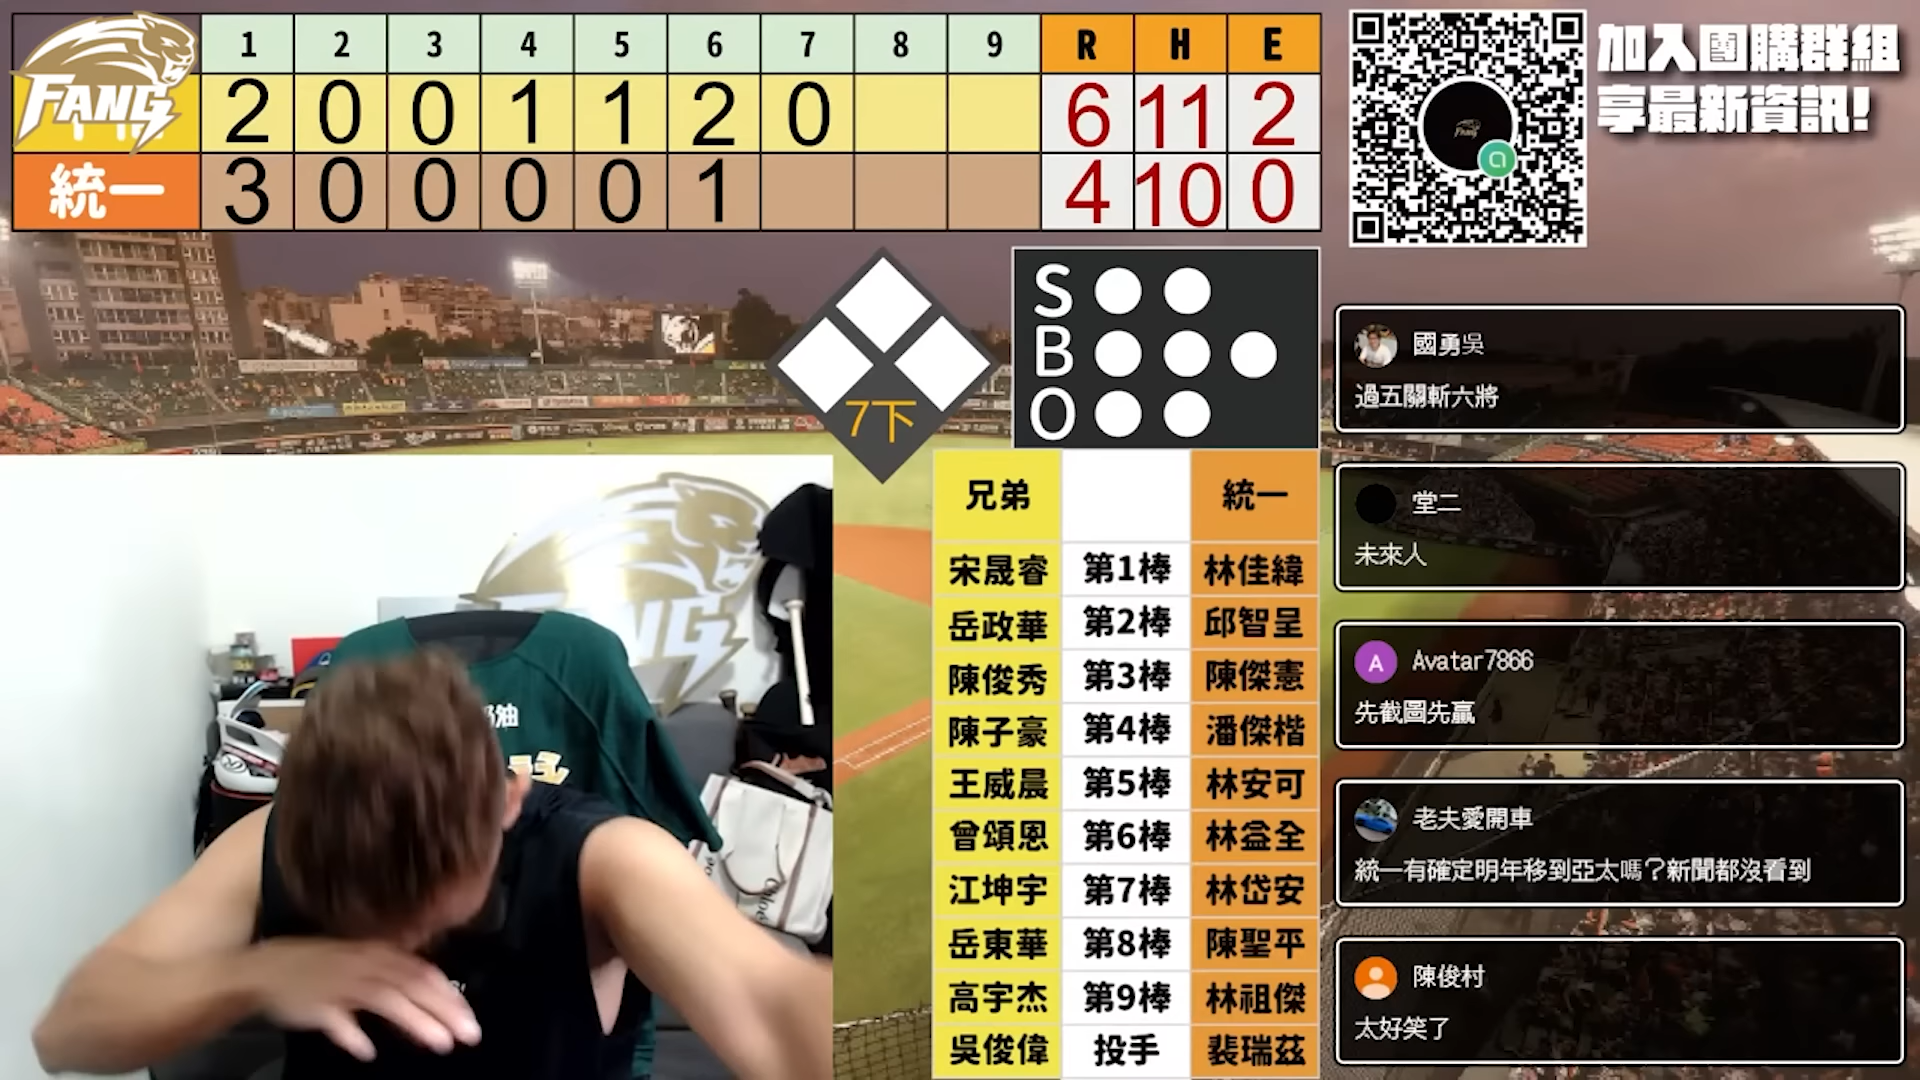 FANG
1 2 3 4 5 6 7 8 9 R H E
2 0 0 1 1 2 0 6 11 2
統一 3 0 0 0 0 1 4 10 0
加入團購群組
享最新資訊!
S
B
O
7下
兄弟 統一
宋晟睿 第1棒 林佳緯
岳政華 第2棒 邱智呈
陳俊秀 第3棒 陳傑憲
陳子豪 第4棒 潘傑楷
王威晨 第5棒 林安可
曾頌恩 第6棒 林益全
江坤宇 第7棒 林岱安
岳東華 第8棒 陳聖平
高宇杰 第9棒 林祖傑
吳俊偉 投手 裴瑞茲
國勇吳
過五關斬六將
堂二
未來人
A Avatar7866
先截圖先贏
老夫愛開車
統一有確定明年移到亞太嗎？新聞都沒看到
陳俊村
太好笑了
FANG
油
Chloé